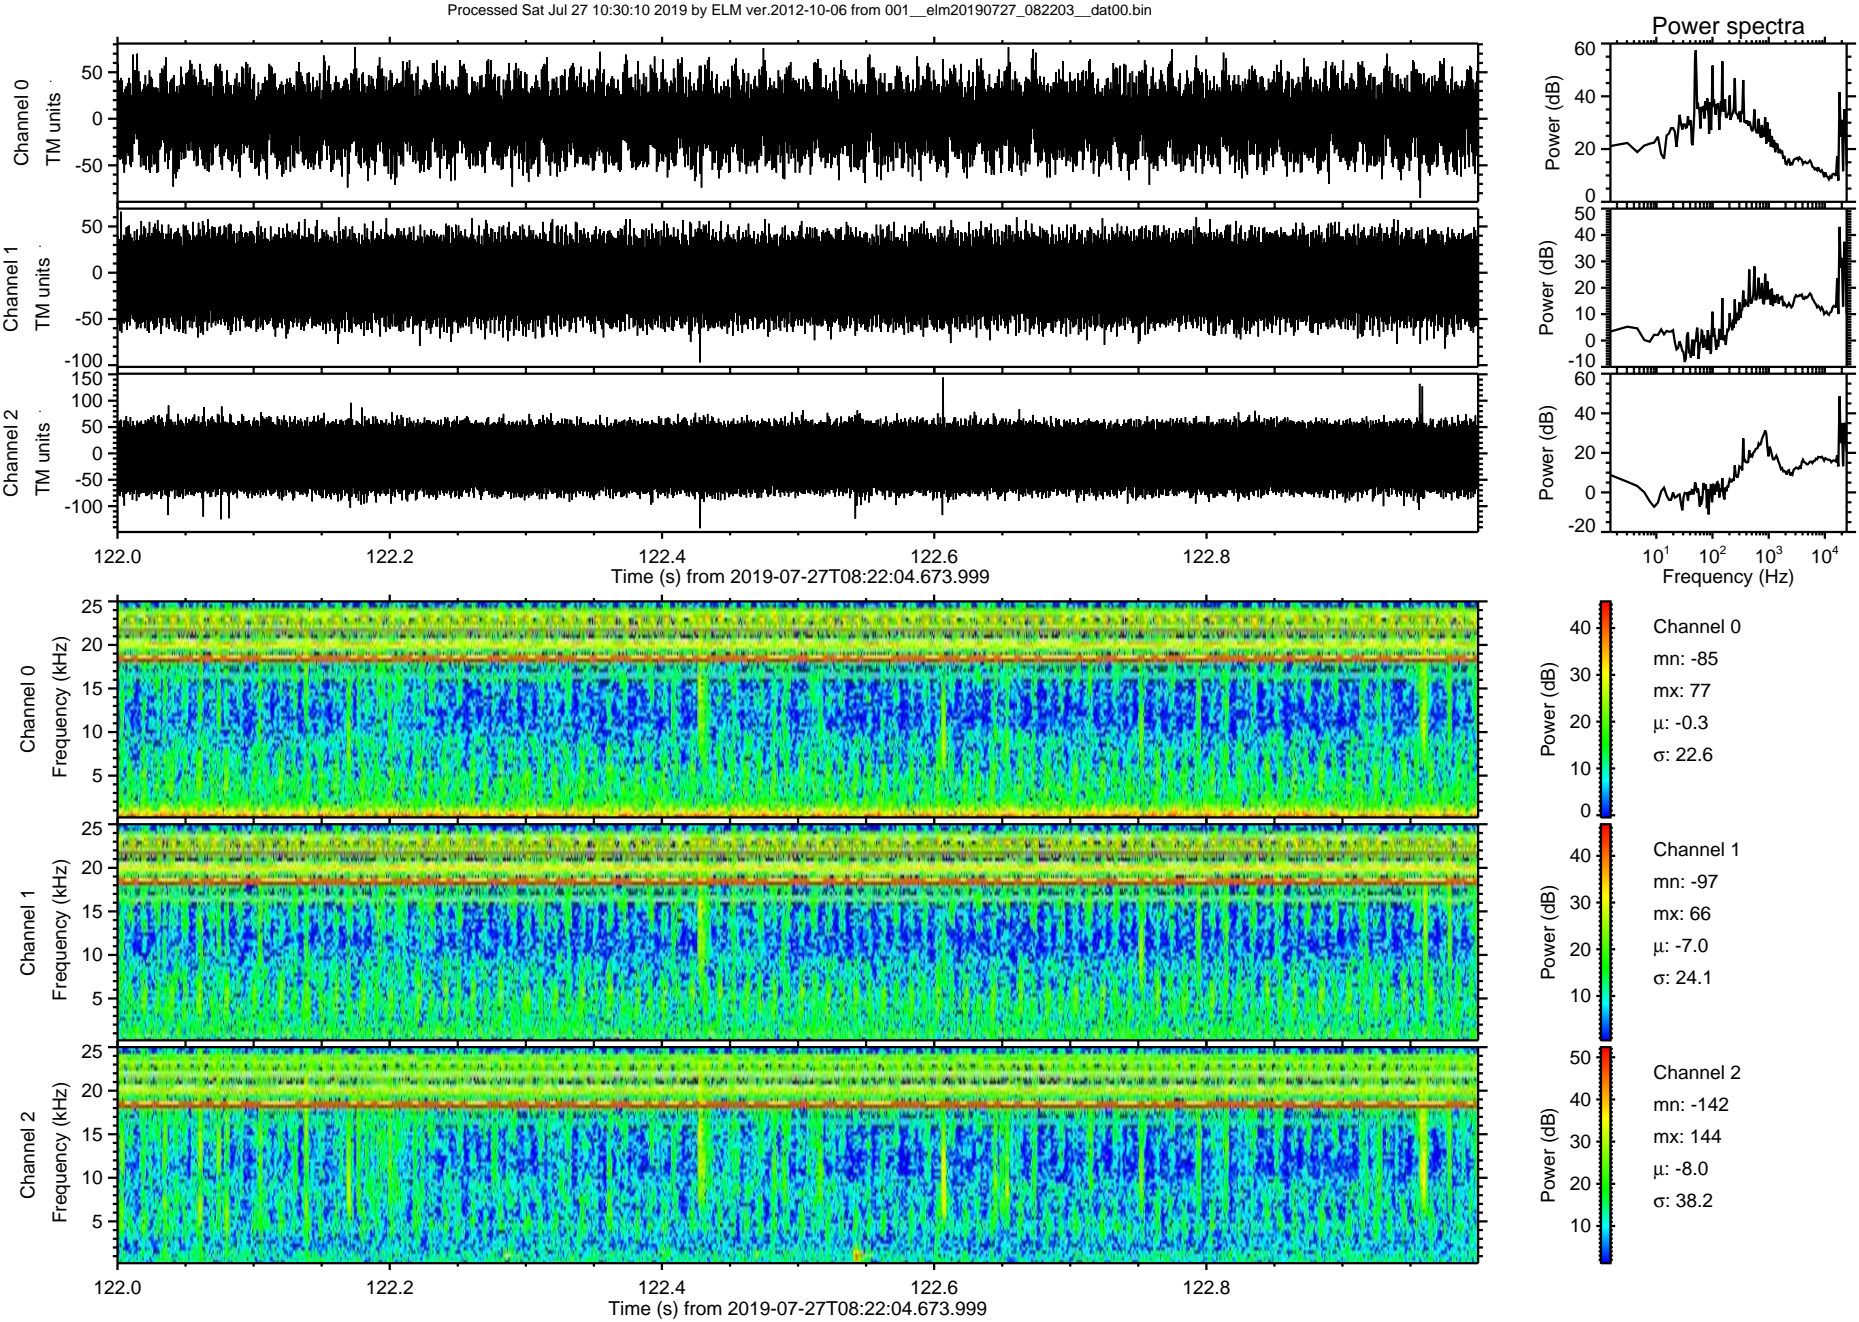 Processed Sat Jul 27 10:30:10 2019 by ELM ver.2012-10-06 from 001__elm20190727_082203__dat00.bin
Power spectra
Channel 0
TM units
50
0
-50
Power (dB)
60
40
20
0
Channel 1
TM units
50
0
-50
-100
Power (dB)
50
40
30
20
10
0
-10
Channel 2
TM units
150
100
50
0
-50
-100
Power (dB)
60
40
20
0
-20
122.0 122.2 122.4 122.6 122.8
Time (s) from 2019-07-27T08:22:04.673.999
10^1 10^2 10^3 10^4
Frequency (Hz)
Channel 0
Frequency (kHz)
25
20
15
10
5
Power (dB)
40
30
20
10
0
Channel 0
mn: -85
mx: 77
μ: -0.3
σ: 22.6
Channel 1
Frequency (kHz)
25
20
15
10
5
Power (dB)
40
30
20
10
Channel 1
mn: -97
mx: 66
μ: -7.0
σ: 24.1
Channel 2
Frequency (kHz)
25
20
15
10
5
Power (dB)
50
40
30
20
10
Channel 2
mn: -142
mx: 144
μ: -8.0
σ: 38.2
122.0 122.2 122.4 122.6 122.8
Time (s) from 2019-07-27T08:22:04.673.999